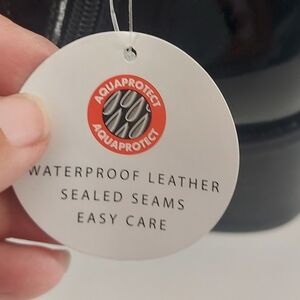 AQUAPROTECT
AQUAPROTECT
WATERPROOF LEATHER
SEALED SEAMS
EASY CARE